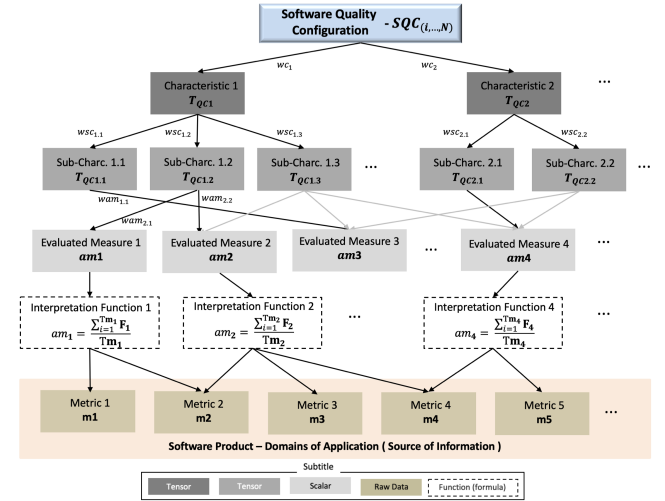 Software Quality
Configuration - SQC(i,...,N)
wc1
wc2
Characteristic 1
TQC1
Characteristic 2
TQC2
...
wsc1.1
wsc1.2
wsc1.3
wsc2.1
wsc2.2
Sub-Charc. 1.1
TQC1.1
Sub-Charc. 1.2
TQC1.2
Sub-Charc. 1.3
TQC1.3
...
Sub-Charc. 2.1
TQC2.1
Sub-Charc. 2.2
TQC2.2
...
wam1.1
wam2.1
wam2.2
Evaluated Measure 1
am1
Evaluated Measure 2
am2
Evaluated Measure 3
am3
...
Evaluated Measure 4
am4
...
Interpretation Function 1
am1 = ∑i=1^Tm1 F1 / Tm1
Interpretation Function 2
am2 = ∑i=1^Tm2 F2 / Tm2
...
Interpretation Function 4
am4 = ∑i=1^Tm4 F4 / Tm4
...
Metric 1
m1
Metric 2
m2
Metric 3
m3
Metric 4
m4
Metric 5
m5
...
Software Product – Domains of Application ( Source of Information )
Subtitle
Tensor
Tensor
Scalar
Raw Data
Function (formula)